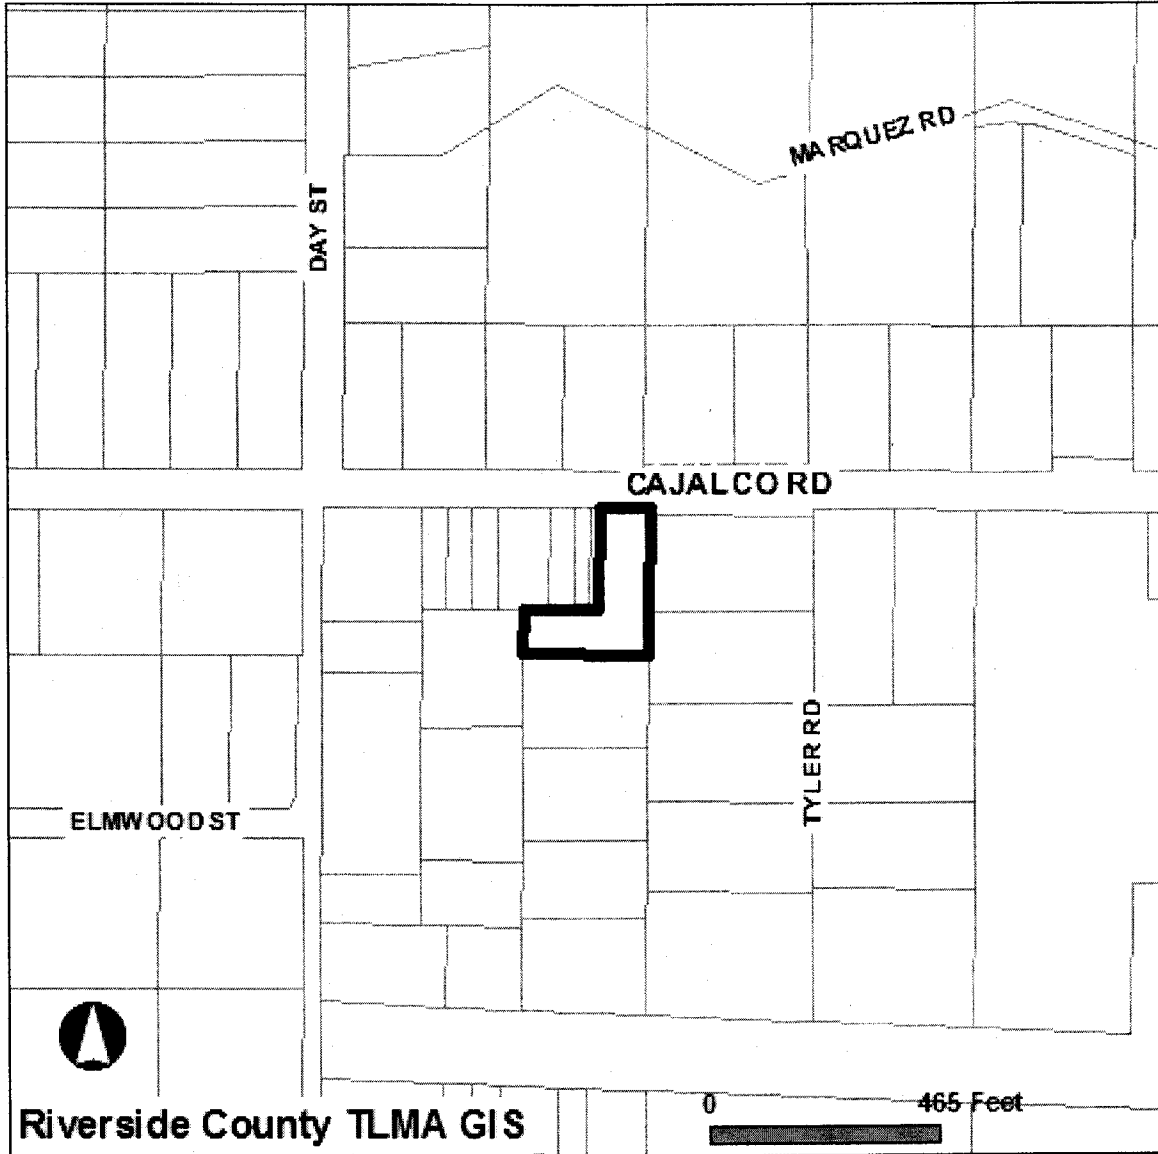 MARQUEZ RD
DAY ST
CAJALCO RD
TYLER RD
ELMWOOD ST
0 465 Feet
Riverside County TLMA GIS